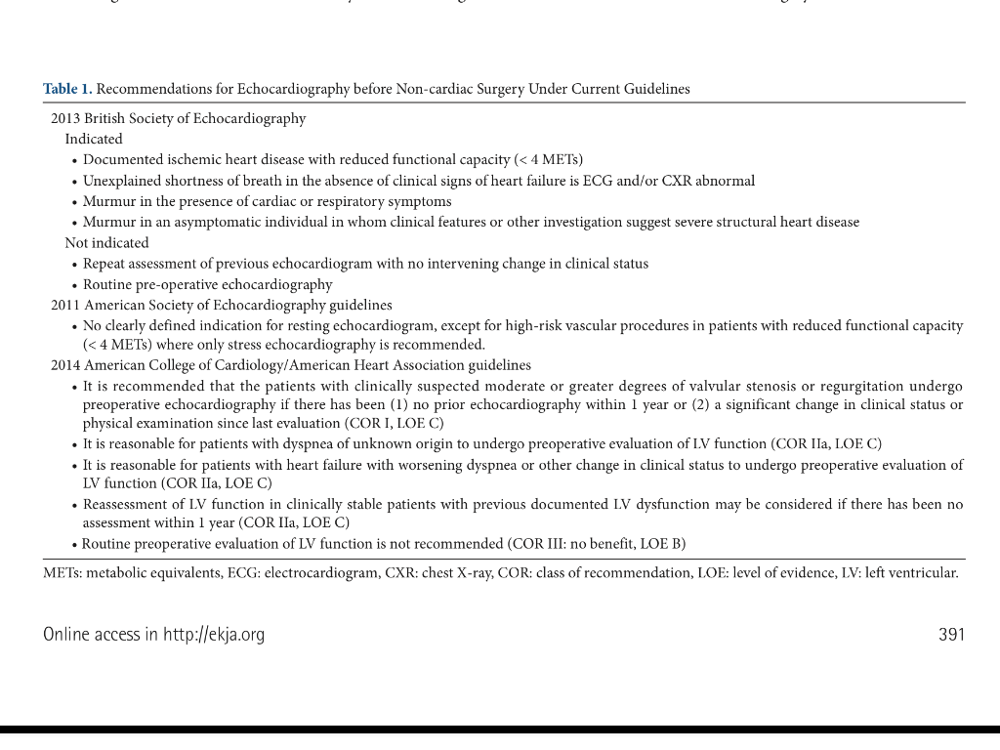 Table 1. Recommendations for Echocardiography before Non-cardiac Surgery Under Current Guidelines
2013 British Society of Echocardiography
Indicated
• Documented ischemic heart disease with reduced functional capacity (< 4 METs)
• Unexplained shortness of breath in the absence of clinical signs of heart failure is ECG and/or CXR abnormal
• Murmur in the presence of cardiac or respiratory symptoms
• Murmur in an asymptomatic individual in whom clinical features or other investigation suggest severe structural heart disease
Not indicated
• Repeat assessment of previous echocardiogram with no intervening change in clinical status
• Routine pre-operative echocardiography
2011 American Society of Echocardiography guidelines
• No clearly defined indication for resting echocardiogram, except for high-risk vascular procedures in patients with reduced functional capacity
(< 4 METs) where only stress echocardiography is recommended.
2014 American College of Cardiology/American Heart Association guidelines
• It is recommended that the patients with clinically suspected moderate or greater degrees of valvular stenosis or regurgitation undergo
preoperative echocardiography if there has been (1) no prior echocardiography within 1 year or (2) a significant change in clinical status or
physical examination since last evaluation (COR I, LOE C)
• It is reasonable for patients with dyspnea of unknown origin to undergo preoperative evaluation of LV function (COR IIa, LOE C)
• It is reasonable for patients with heart failure with worsening dyspnea or other change in clinical status to undergo preoperative evaluation of
LV function (COR IIa, LOE C)
• Reassessment of LV function in clinically stable patients with previous documented LV dysfunction may be considered if there has been no
assessment within 1 year (COR IIa, LOE C)
• Routine preoperative evaluation of LV function is not recommended (COR III: no benefit, LOE B)
METs: metabolic equivalents, ECG: electrocardiogram, CXR: chest X-ray, COR: class of recommendation, LOE: level of evidence, LV: left ventricular.
Online access in http://ekja.org
391